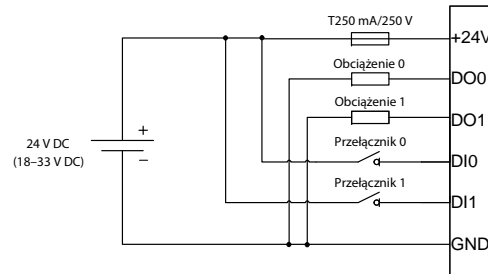 T250 mA/250 V
+24V
Obciążenie 0
DO0
Obciążenie 1
DO1
24 V DC
(18–33 V DC)
+
−
Przełącznik 0
DI0
Przełącznik 1
DI1
GND